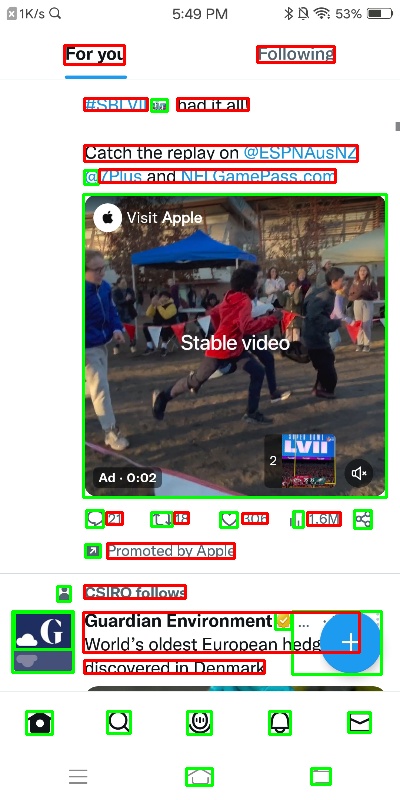 1K/s 5:49 PM 53%
For you Following
#SBLVII had it all!
Catch the replay on @ESPNAusNZ
@7Plus and NFLGamePass.com
Visit Apple
Stable video
2
LVII
Ad · 0:02
21 18 306 1.6M
Promoted by Apple
CSIRO follows
G
Guardian Environment ...
World's oldest European hedg
discovered in Denmark